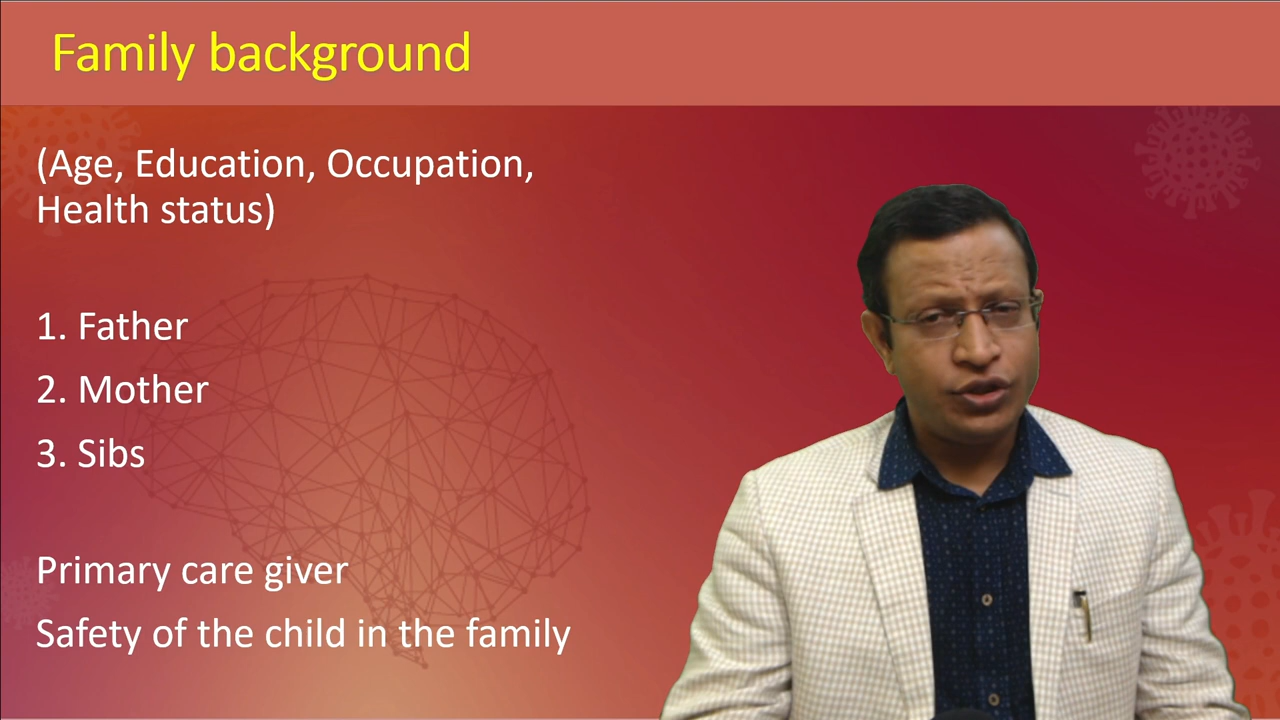 Family background
(Age, Education, Occupation,
Health status)
1. Father
2. Mother
3. Sibs
Primary care giver
Safety of the child in the family